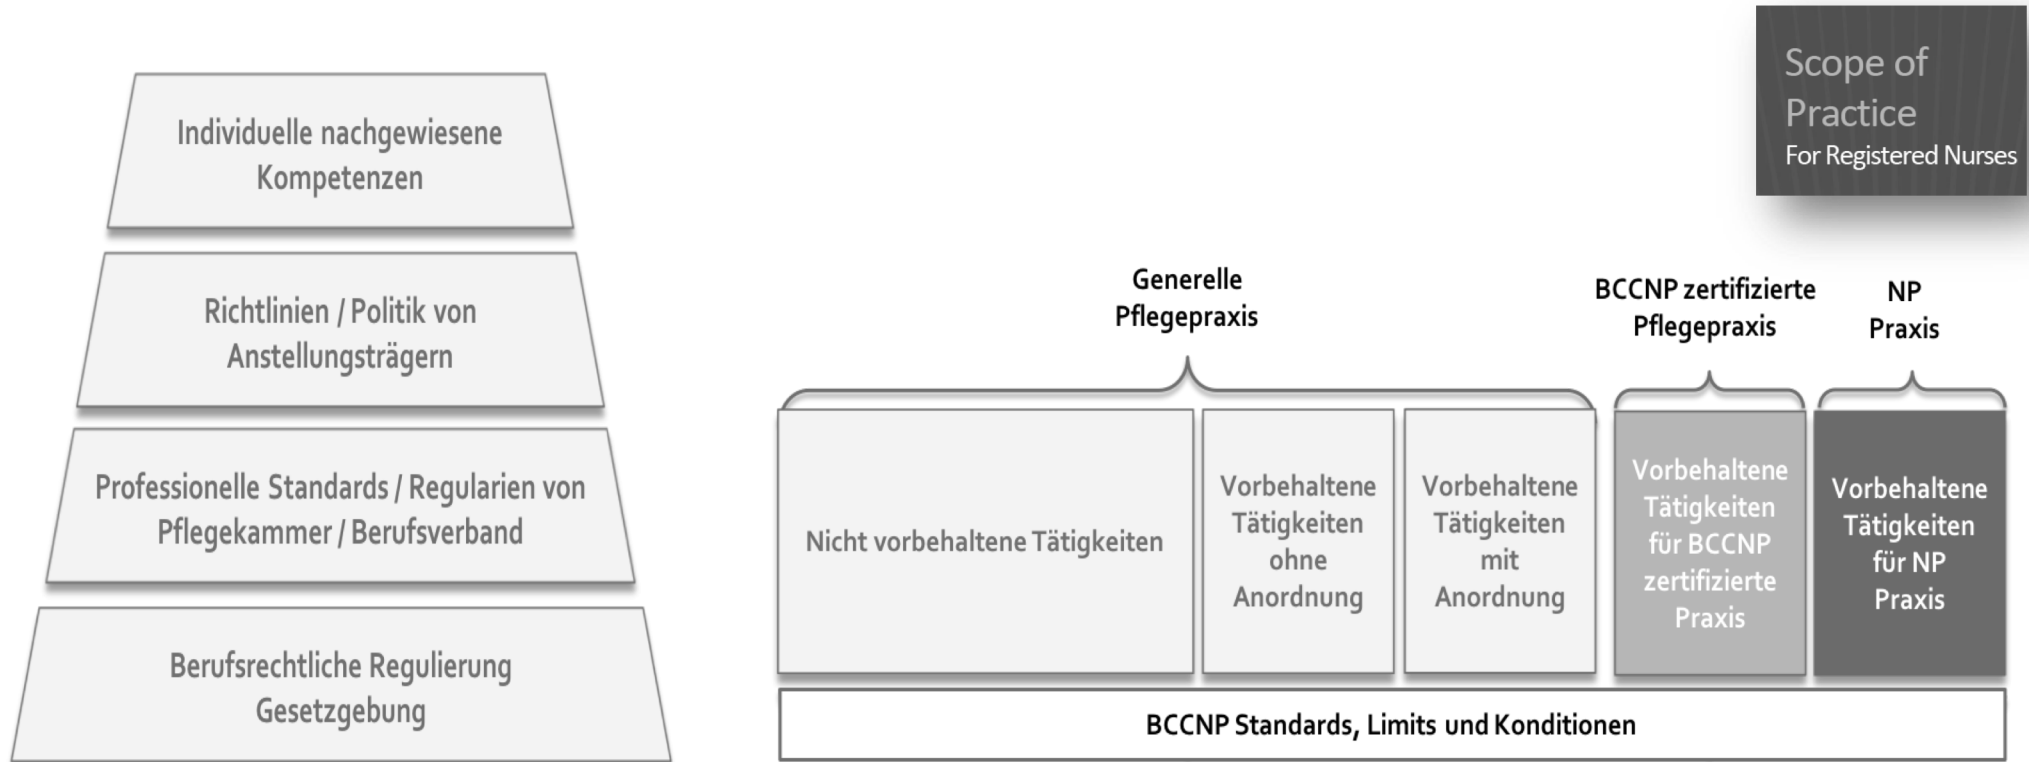 Scope of
Practice
For Registered Nurses
Individuelle nachgewiesene
Kompetenzen
Richtlinien / Politik von
Anstellungsträgern
Professionelle Standards / Regularien von
Pflegekammer / Berufsverband
Berufsrechtliche Regulierung
Gesetzgebung
Generelle
Pflegepraxis
BCCNP zertifizierte
Pflegepraxis
NP
Praxis
Nicht vorbehaltene Tätigkeiten
Vorbehaltene
Tätigkeiten
ohne
Anordnung
Vorbehaltene
Tätigkeiten
mit
Anordnung
Vorbehaltene
Tätigkeiten
für BCCNP
zertifizierte
Praxis
Vorbehaltene
Tätigkeiten
für NP
Praxis
BCCNP Standards, Limits und Konditionen